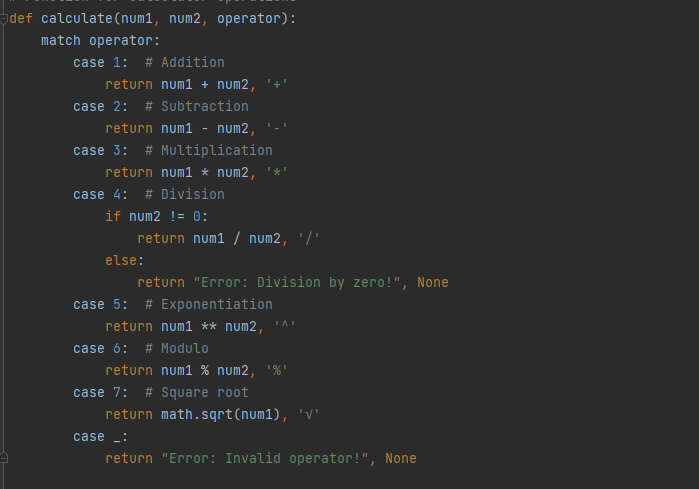 def calculate(num1, num2, operator):
    match operator:
        case 1:  # Addition
            return num1 + num2, '+'
        case 2:  # Subtraction
            return num1 - num2, '-'
        case 3:  # Multiplication
            return num1 * num2, '*'
        case 4:  # Division
            if num2 != 0:
                return num1 / num2, '/'
            else:
                return "Error: Division by zero!", None
        case 5:  # Exponentiation
            return num1 ** num2, '^'
        case 6:  # Modulo
            return num1 % num2, '%'
        case 7:  # Square root
            return math.sqrt(num1), '√'
        case _:
            return "Error: Invalid operator!", None